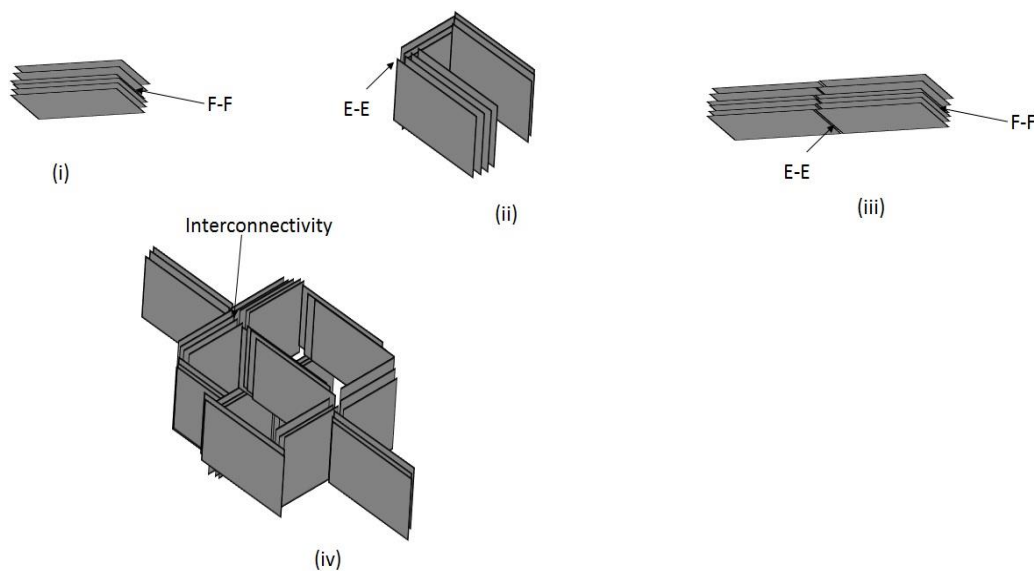 F-F
(i)
E-E
(ii)
F-F
E-E
(iii)
Interconnectivity
(iv)